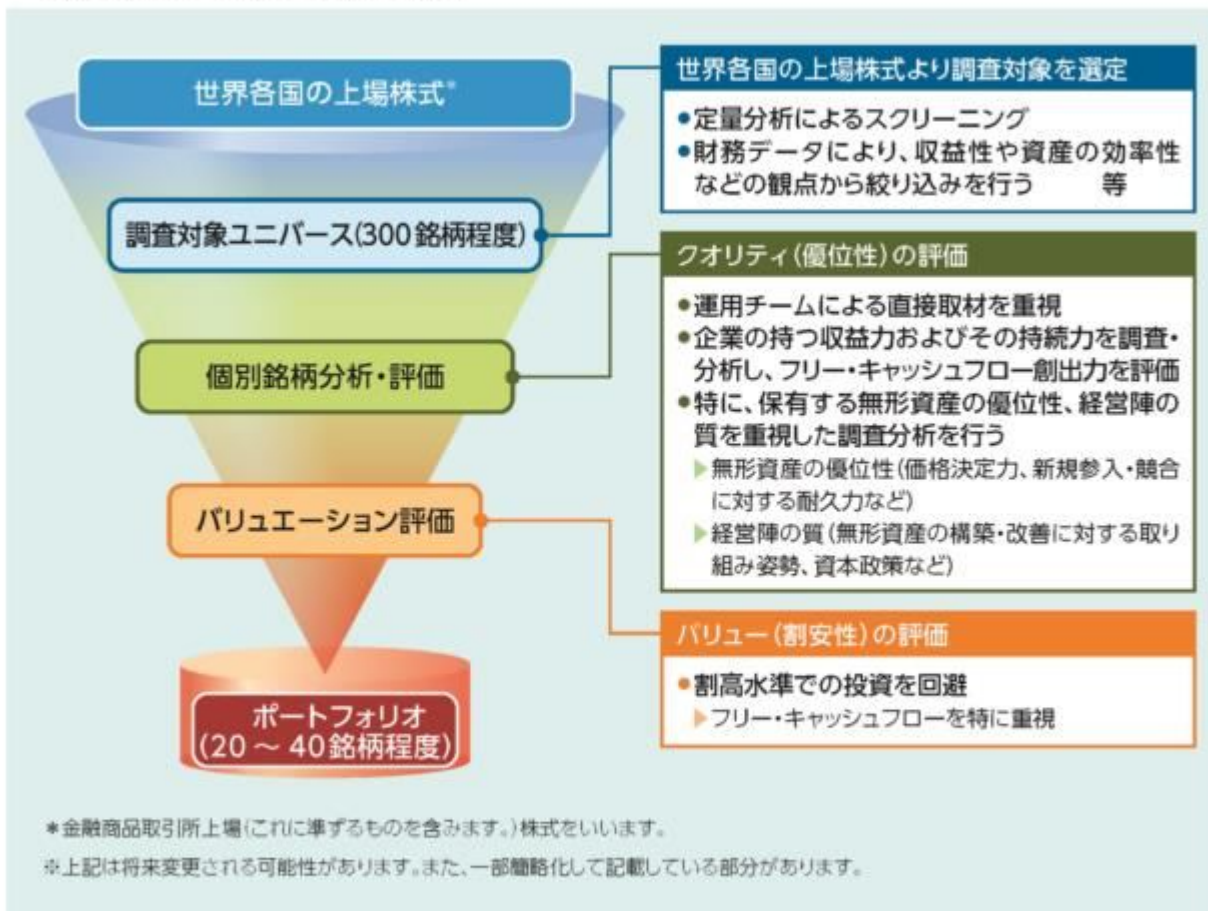 世界各国の上場株式*
調査対象ユニバース(300銘柄程度)
個別銘柄分析・評価
バリュエーション評価
ポートフォリオ
(20～40銘柄程度)
世界各国の上場株式より調査対象を選定
●定量分析によるスクリーニング
●財務データにより、収益性や資産の効率性
などの観点から絞り込みを行う 等
クオリティ(優位性)の評価
●運用チームによる直接取材を重視
●企業の持つ収益力およびその持続力を調査・
分析し、フリー・キャッシュフロー創出力を評価
●特に、保有する無形資産の優位性、経営陣の
質を重視した調査分析を行う
▶無形資産の優位性(価格決定力、新規参入・競合
に対する耐久力など)
▶経営陣の質(無形資産の構築・改善に対する取り
組み姿勢、資本政策など)
バリュー(割安性)の評価
●割高水準での投資を回避
▶フリー・キャッシュフローを特に重視
*金融商品取引所上場(これに準ずるものを含みます。)株式をいいます。
※上記は将来変更される可能性があります。また、一部簡略化して記載している部分があります。